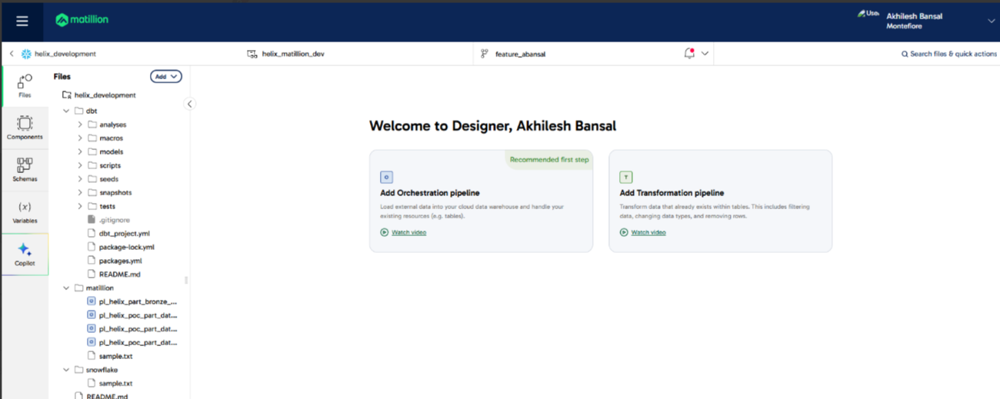 matillion
Use
Akhilesh Bansal
Montefiore
helix_development
helix_matillion_dev
feature_abansal
Search files & quick actions
Files
Components
Schemas
(x)
Variables
Copilot
Files
Add
helix_development
dbt
analyses
macros
models
scripts
seeds
snapshots
tests
.gitignore
dbt_project.yml
package-lock.yml
packages.yml
README.md
matillion
pl_helix_part_bronze_...
pl_helix_poc_part_dat...
pl_helix_poc_part_dat...
pl_helix_poc_part_dat...
sample.txt
snowflake
sample.txt
README.md
Welcome to Designer, Akhilesh Bansal
Recommended first step
O
Add Orchestration pipeline
Load external data into your cloud data warehouse and handle your
existing resources (e.g. tables).
Watch video
T
Add Transformation pipeline
Transform data that already exists within tables. This includes filtering
data, changing data types, and removing rows.
Watch video